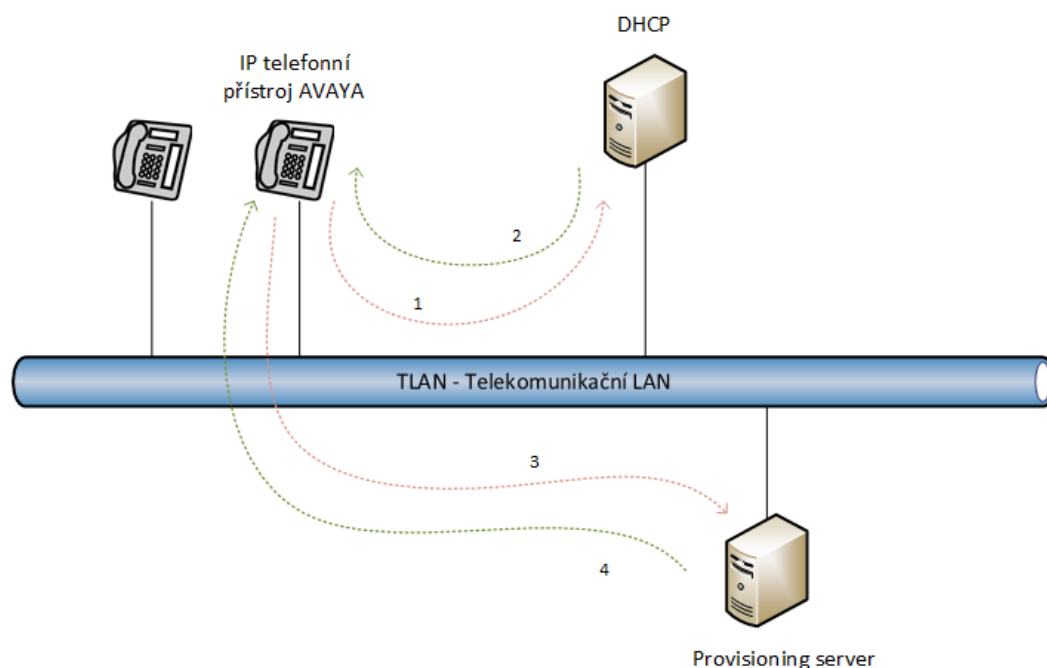 DHCP
IP telefonní
přístroj AVAYA
2
1
TLAN - Telekomunikační LAN
3
4
Provisioning server